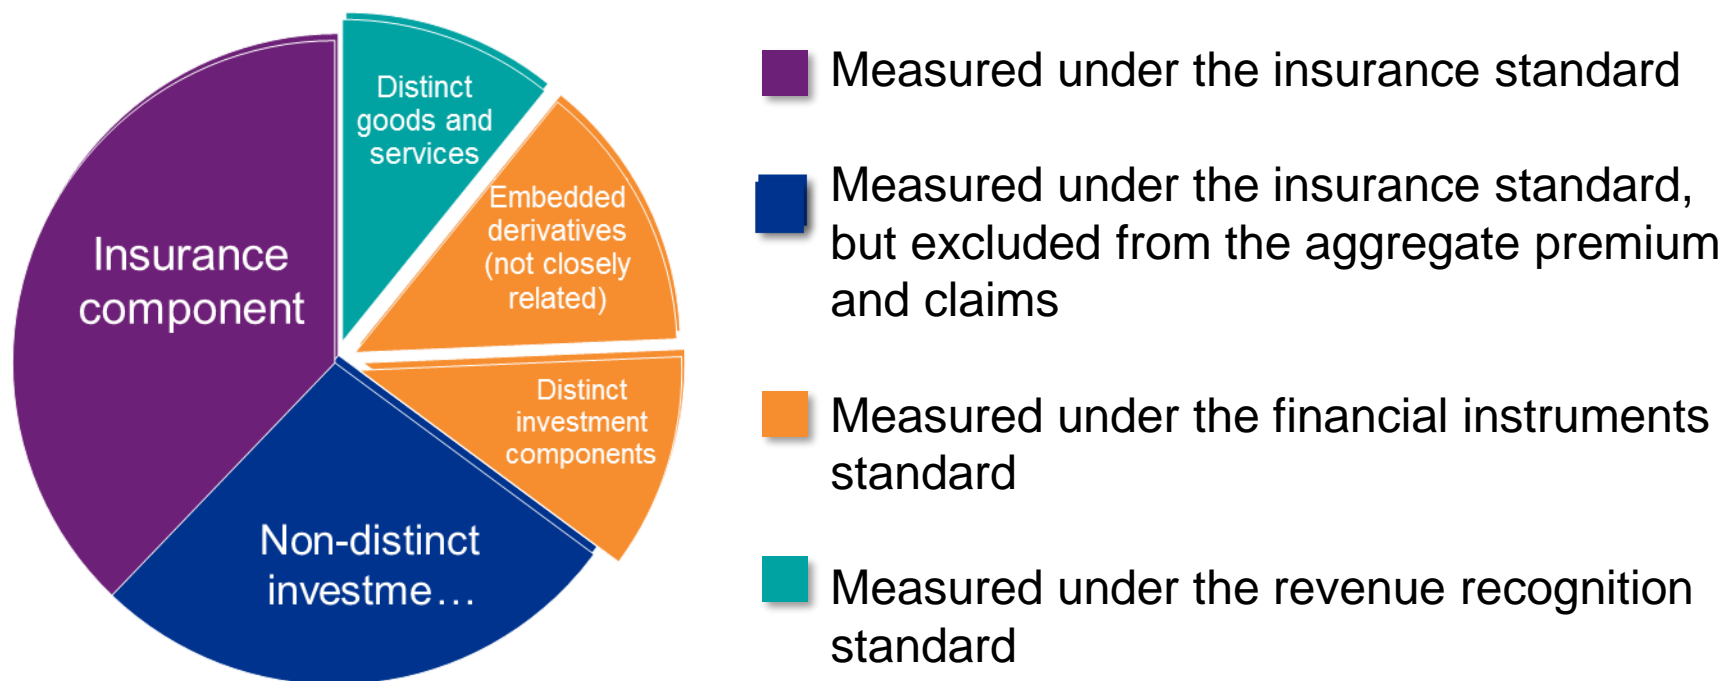 Distinct
goods and
services
Embedded
derivatives
(not closely
related)
Distinct
investment
components
Insurance
component
Non-distinct
investme…
Measured under the insurance standard
Measured under the insurance standard,
but excluded from the aggregate premium
and claims
Measured under the financial instruments
standard
Measured under the revenue recognition
standard